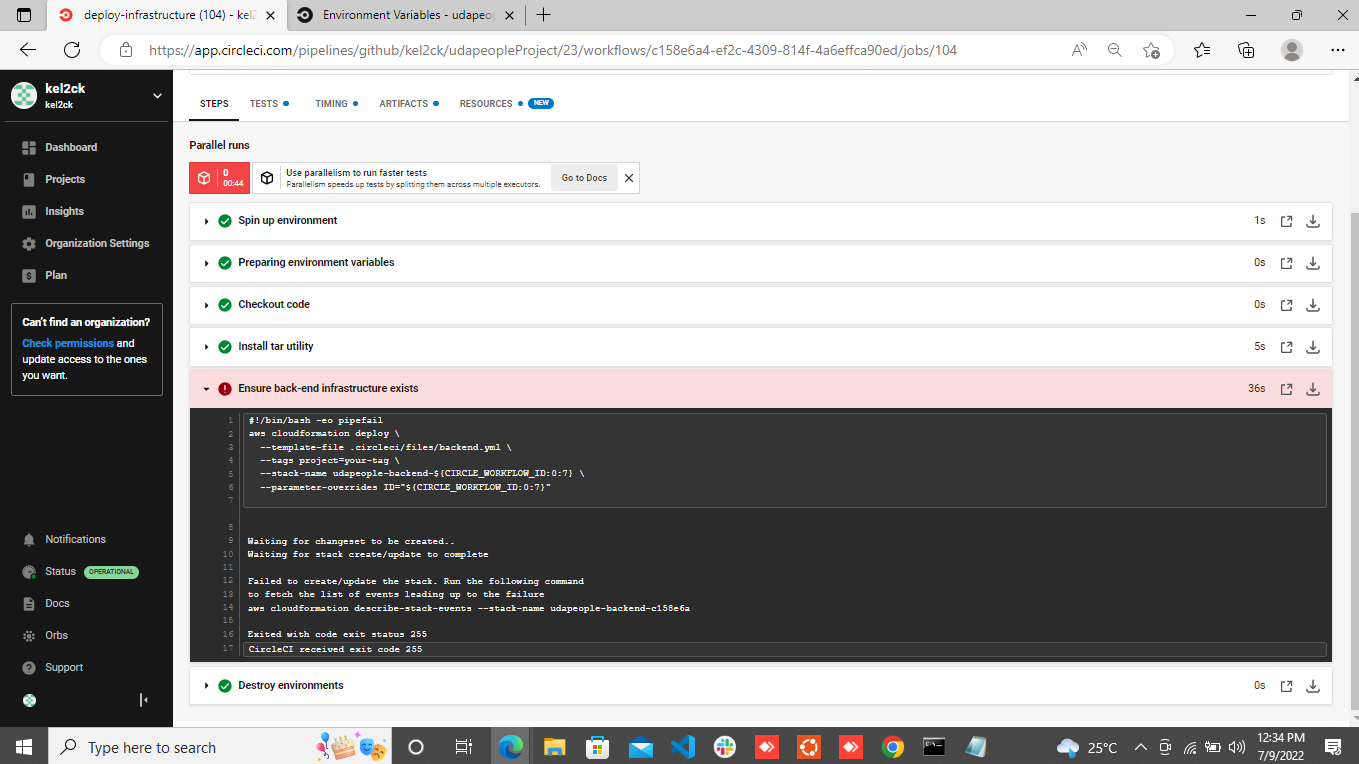 deploy-infrastructure (104) - kel2
Environment Variables - udapeop
https://app.circleci.com/pipelines/github/kel2ck/udapeopleProject/23/workflows/c158e6a4-ef2c-4309-814f-4a6effca90ed/jobs/104
kel2ck
kel2ck
Dashboard
Projects
Insights
Organization Settings
Plan
Can't find an organization?
Check permissions and
update access to the ones
you want.
Notifications
Status OPERATIONAL
Docs
Orbs
Support
STEPS TESTS TIMING ARTIFACTS RESOURCES NEW
Parallel runs
0
00:44
Use parallelism to run faster tests
Parallelism speeds up tests by splitting them across multiple executors.
Go to Docs
Spin up environment 1s
Preparing environment variables 0s
Checkout code 0s
Install tar utility 5s
Ensure back-end infrastructure exists 36s
1 #!/bin/bash -eo pipefail
2 aws cloudformation deploy \
3 --template-file .circleci/files/backend.yml \
4 --tags project=your-tag \
5 --stack-name udapeople-backend-${CIRCLE_WORKFLOW_ID:0:7} \
6 --parameter-overrides ID="${CIRCLE_WORKFLOW_ID:0:7}"
7
8
9 Waiting for changeset to be created..
10 Waiting for stack create/update to complete
11
12 Failed to create/update the stack. Run the following command
13 to fetch the list of events leading up to the failure
14 aws cloudformation describe-stack-events --stack-name udapeople-backend-c158e6a
15
16 Exited with code exit status 255
17 CircleCI received exit code 255
Destroy environments 0s
Type here to search
25°C
12:34 PM
7/9/2022